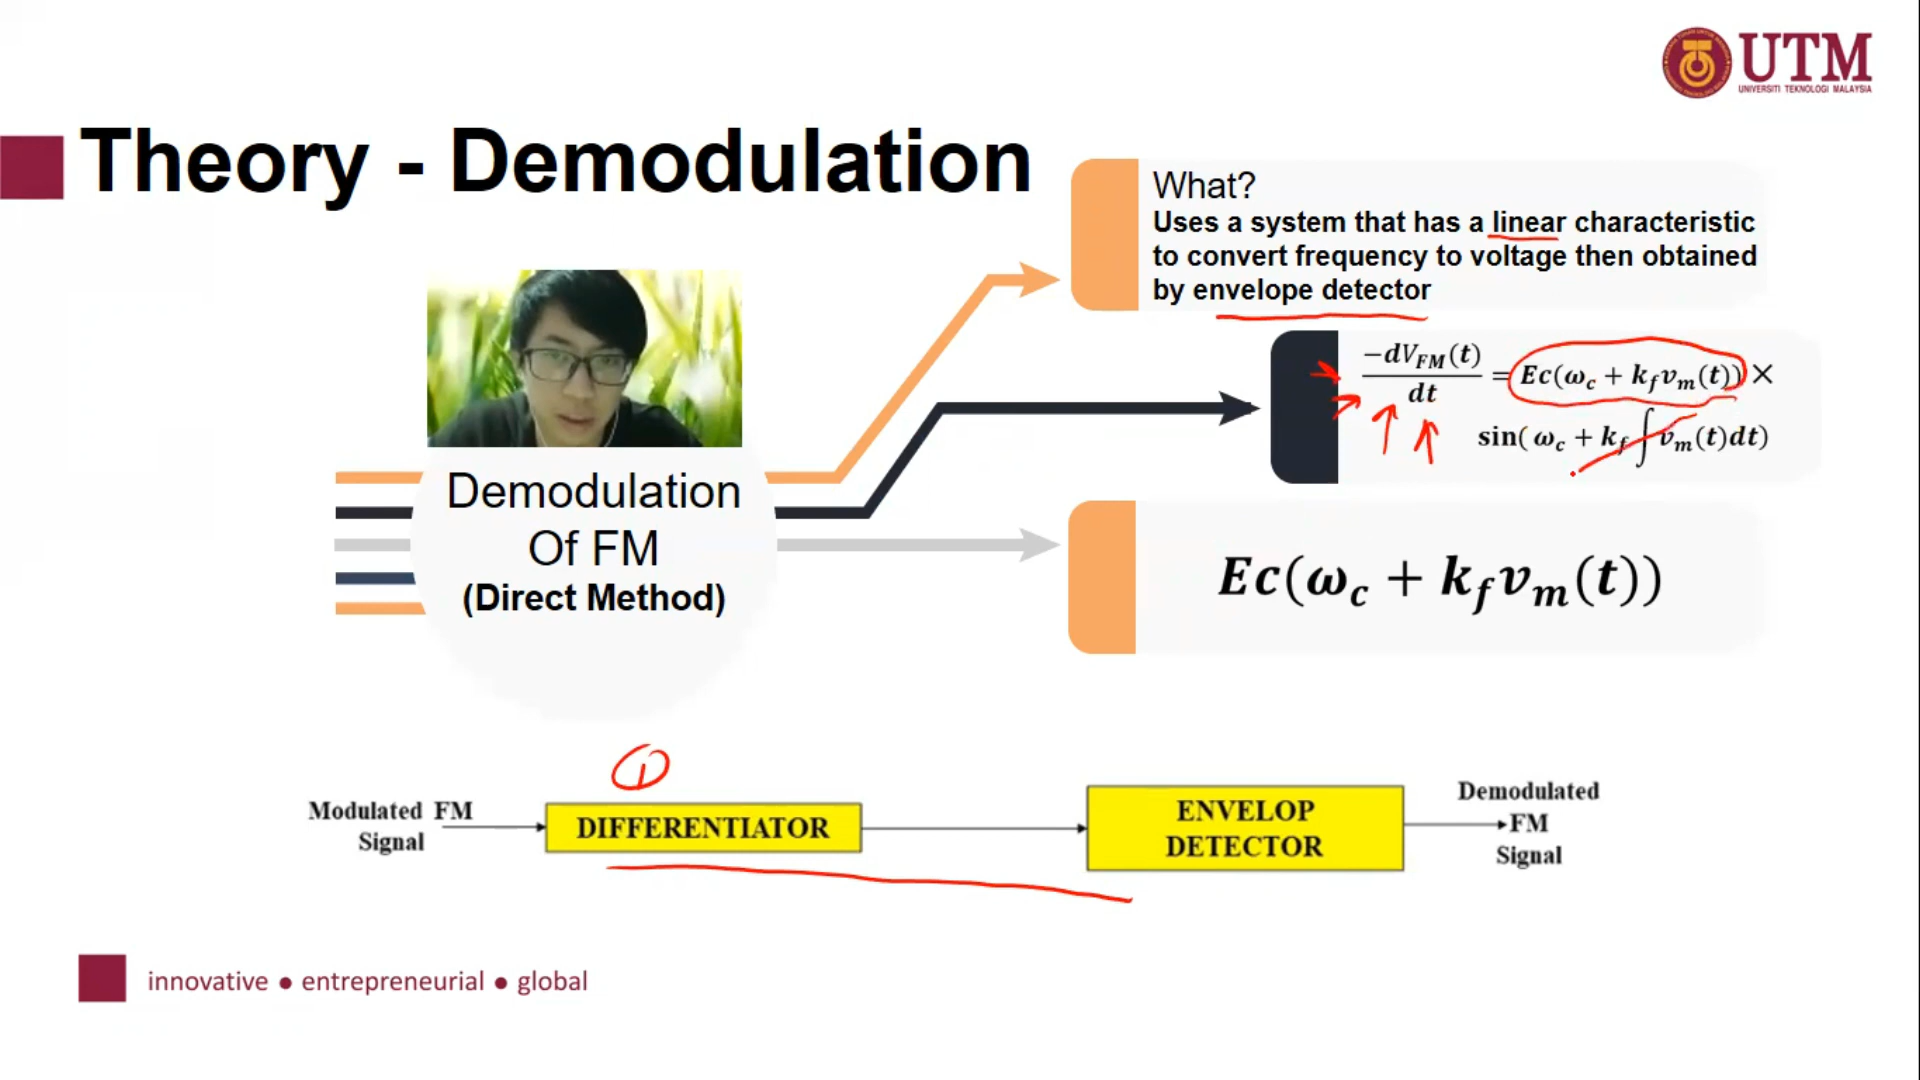 UTM
UNIVERSITI TEKNOLOGI MALAYSIA
Theory - Demodulation
What?
Uses a system that has a linear characteristic
to convert frequency to voltage then obtained
by envelope detector
−dV_FM(t)/dt = Ec(ω_c + k_f v_m(t)) ×
sin( ω_c + k_f ∫ v_m(t)dt)
Demodulation
Of FM
(Direct Method)
Ec(ω_c + k_f v_m(t))
1
Modulated FM
Signal
DIFFERENTIATOR
ENVELOP
DETECTOR
Demodulated
FM
Signal
innovative ● entrepreneurial ● global